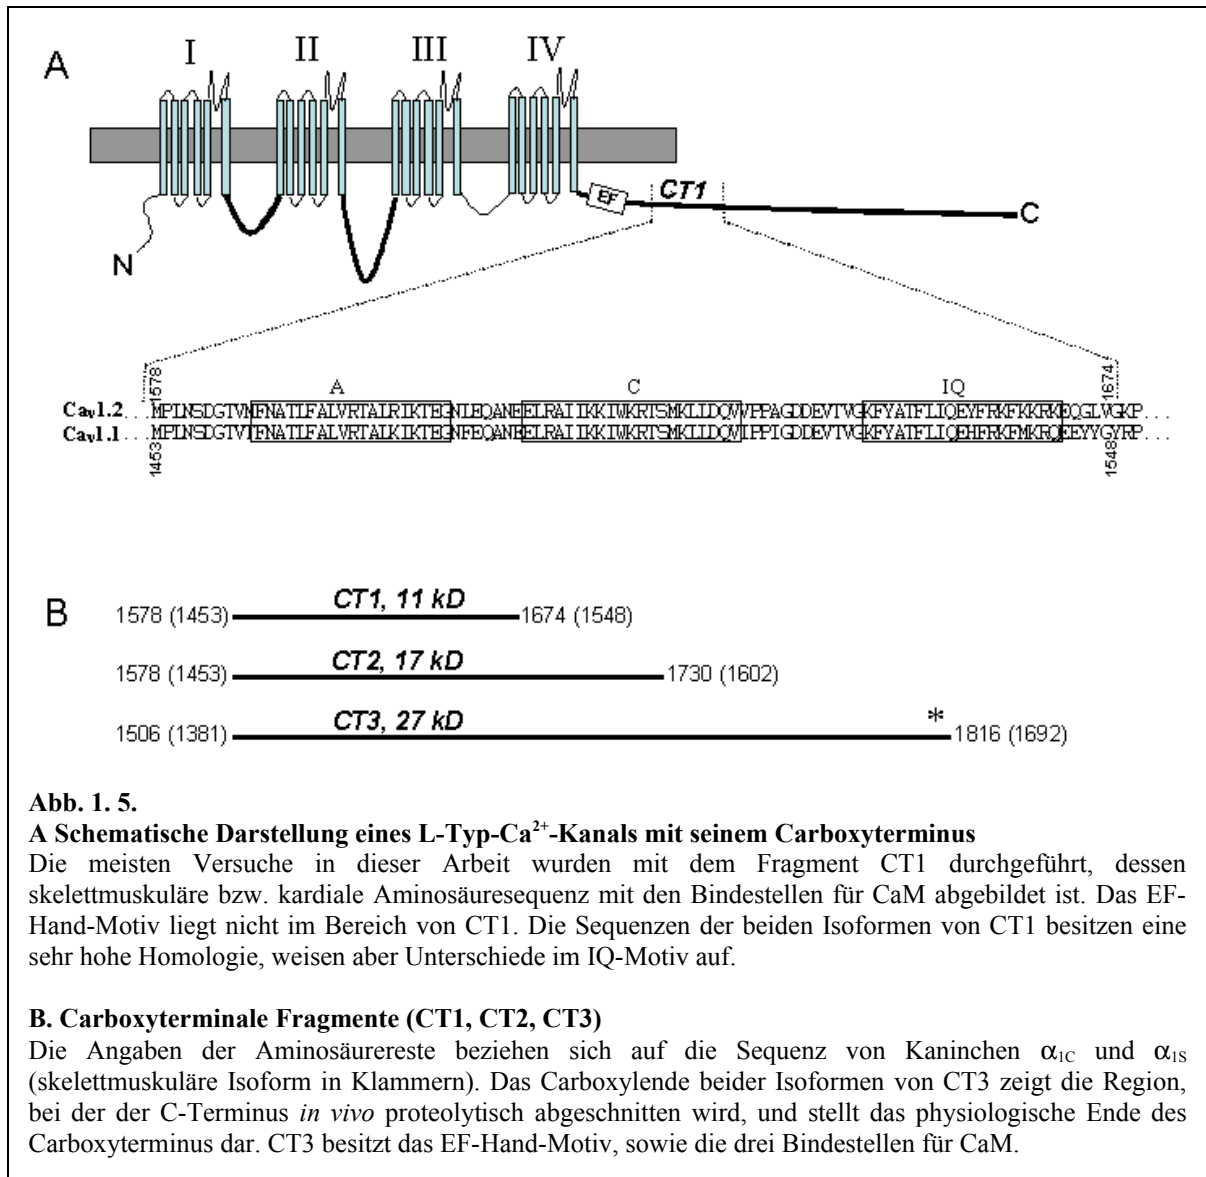 A
I II III IV
EF
CT1
C
N
1578
1674
A C IQ
Cav1.2... MPLNSDGTVMFNATLFALVRTALRIKTEGNLEQANEELRAIIKKIWKRTSMKLLDQVVPPAGDDEVTVGKFYATFLIQEYFRKFKKRKEQGLVGKP...
Cav1.1... MPLNSDGTVTFNATLFALVRTALKIKTEGNFEQANEELRAIIKKIWKRTSMKLLDQVIPPIGDDEVTVGKFYATFLIQEHFRKFMKRQEEYYGYRP...
1453
1548
B
CT1, 11 kD
1578 (1453) 1674 (1548)
CT2, 17 kD
1578 (1453) 1730 (1602)
CT3, 27 kD *
1506 (1381) 1816 (1692)
Abb. 1. 5.
A Schematische Darstellung eines L-Typ-Ca²⁺-Kanals mit seinem Carboxyterminus
Die meisten Versuche in dieser Arbeit wurden mit dem Fragment CT1 durchgeführt, dessen
skelettmuskuläre bzw. kardiale Aminosäuresequenz mit den Bindestellen für CaM abgebildet ist. Das EF-
Hand-Motiv liegt nicht im Bereich von CT1. Die Sequenzen der beiden Isoformen von CT1 besitzen eine
sehr hohe Homologie, weisen aber Unterschiede im IQ-Motiv auf.
B. Carboxyterminale Fragmente (CT1, CT2, CT3)
Die Angaben der Aminosäurereste beziehen sich auf die Sequenz von Kaninchen α1C und α1S
(skelettmuskuläre Isoform in Klammern). Das Carboxylende beider Isoformen von CT3 zeigt die Region,
bei der der C-Terminus in vivo proteolytisch abgeschnitten wird, und stellt das physiologische Ende des
Carboxyterminus dar. CT3 besitzt das EF-Hand-Motiv, sowie die drei Bindestellen für CaM.